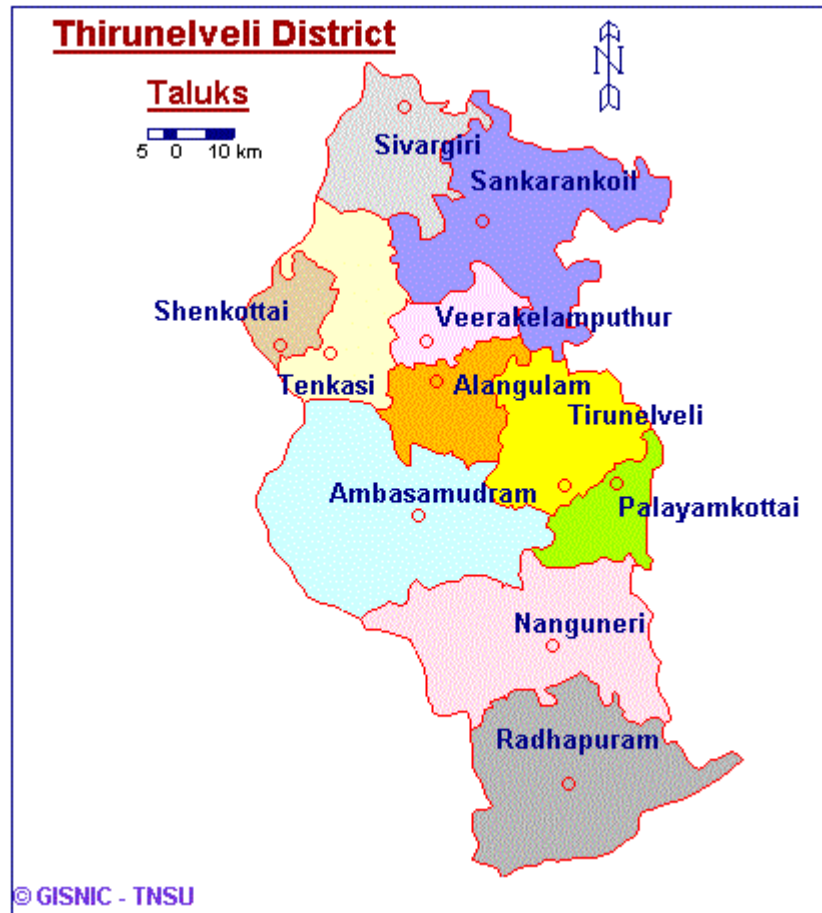 Thirunelveli District
Taluks
5 0 10 km
N
Sivargiri
Sankarankoil
Shenkottai
Veerakelamputhur
Tenkasi
Alangulam
Tirunelveli
Ambasamudram
Palayamkottai
Nanguneri
Radhapuram
© GISNIC - TNSU